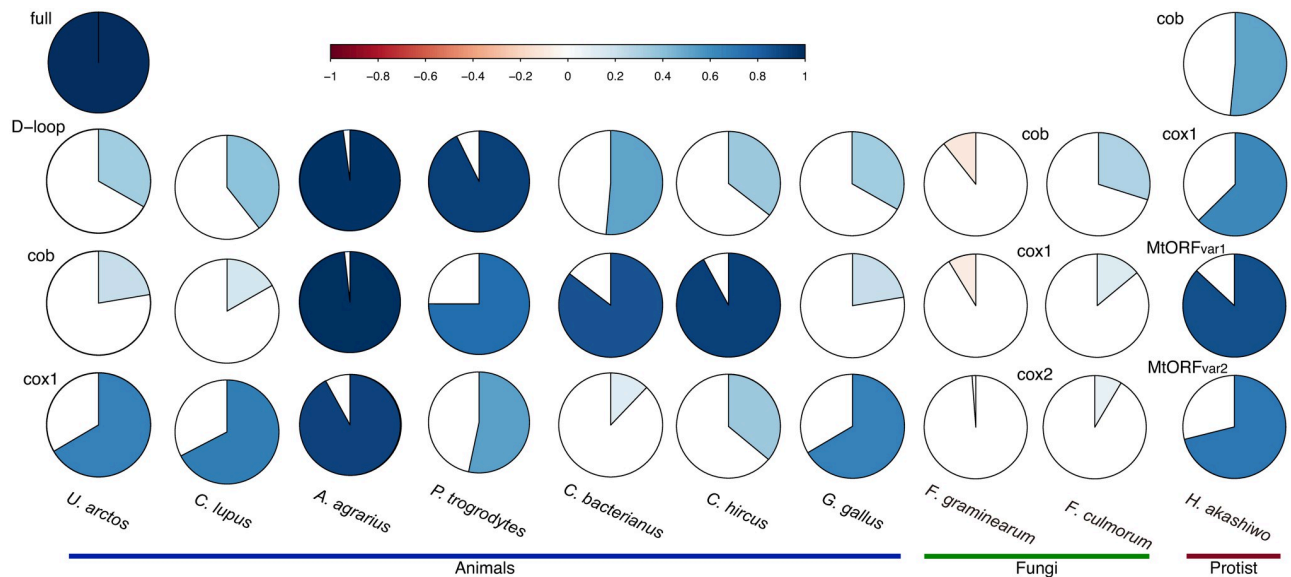 full
−1 −0.8 −0.6 −0.4 −0.2 0 0.2 0.4 0.6 0.8 1
cob
D−loop
cob
cox1
cob
cox1
MtORFvar1
cox1
cox2
MtORFvar2
U. arctos
C. lupus
A. agrarius
P. trogrodytes
C. bacterianus
C. hircus
G. gallus
F. graminearum
F. culmorum
H. akashiwo
Animals
Fungi
Protist